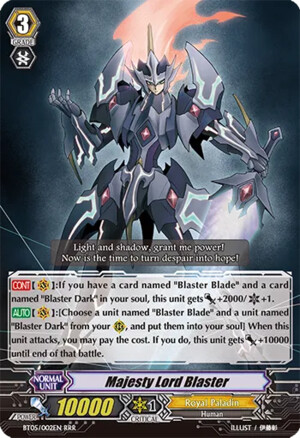 3
GRADE
Light and shadow, grant me power!
Now is the time to turn despair into hope!
CONT [ ]:If you have a card named "Blaster Blade" and a card
named "Blaster Dark" in your soul, this unit gets +2000/ +1.
AUTO [ ]:[Choose a unit named "Blaster Blade" and a unit
named "Blaster Dark" from your , and put them into your soul] When this
unit attacks, you may pay the cost. If you do, this unit gets +10000
until end of that battle.
NORMAL
UNIT
Majesty Lord Blaster
POWER
10000
1
CRITICAL
Royal Paladin
Human
BT05/002EN RRR
ILLUST / 伊藤彰